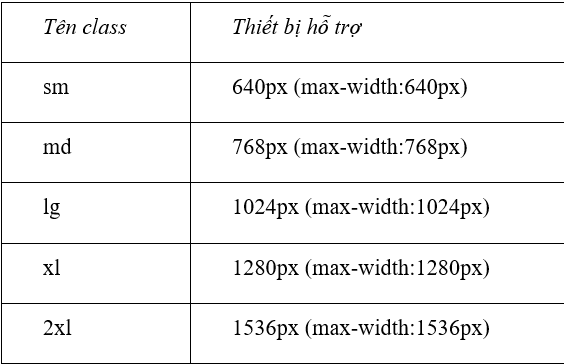 Tên class Thiết bị hỗ trợ
sm 640px (max-width:640px)
md 768px (max-width:768px)
lg 1024px (max-width:1024px)
xl 1280px (max-width:1280px)
2xl 1536px (max-width:1536px)